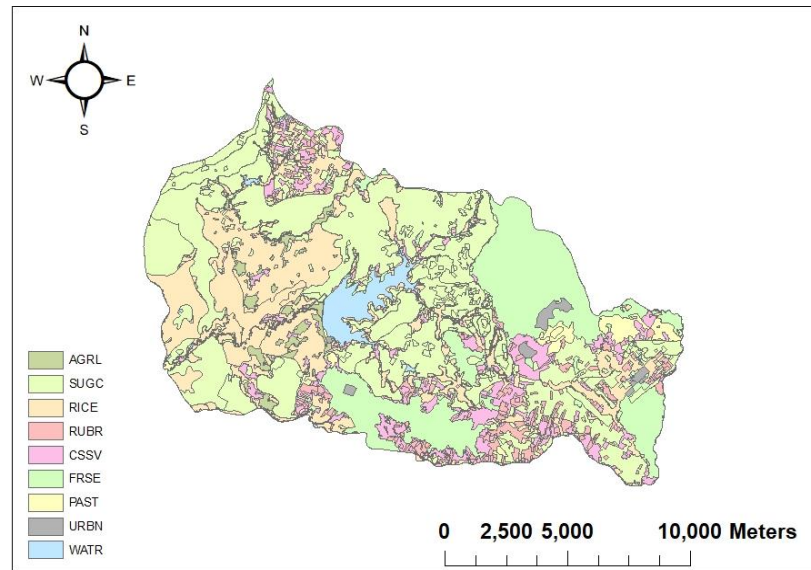 N
W E
S
AGRL
SUGC
RICE
RUBR
CSSV
FRSE
PAST
URBN
WATR
0 2,500 5,000 10,000 Meters